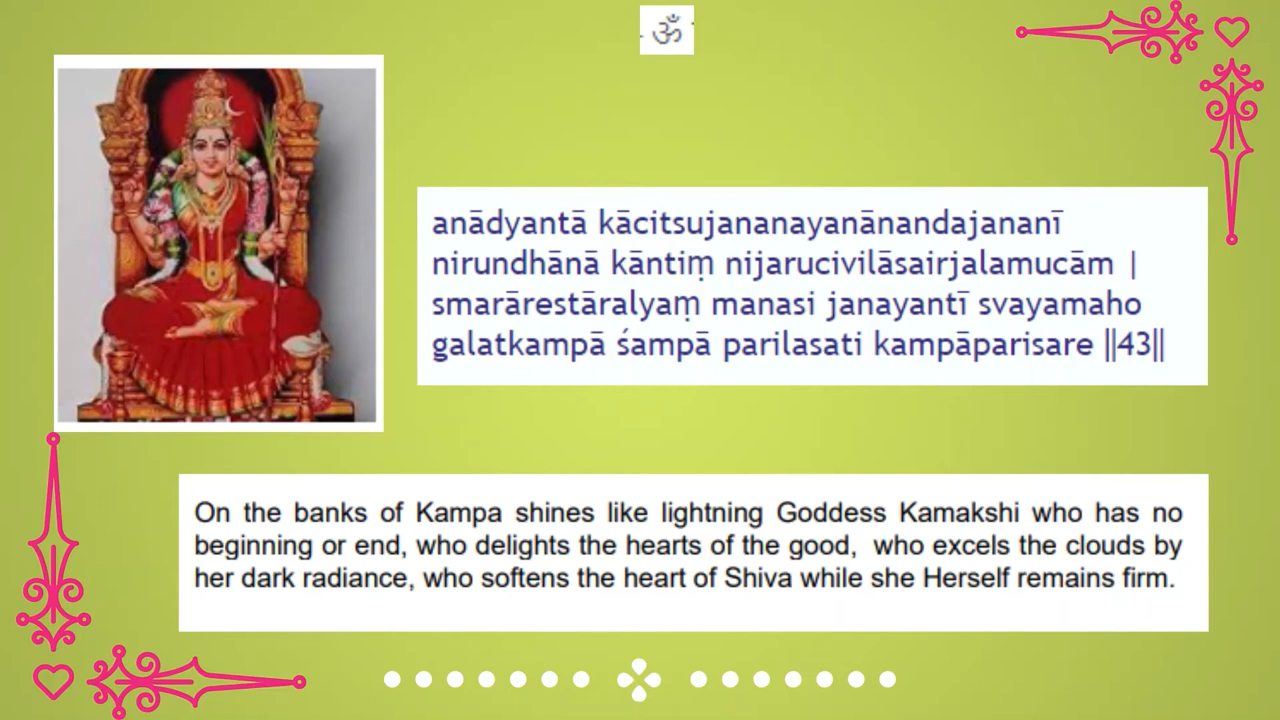 ॐ
anādyantā kācitsujananayanānandajananī
nirundhānā kāntiṃ nijarucivilāsairjalamucām |
smarārestāralyaṃ manasi janayantī svayamaho
galatkampā śampā parilasati kampāparisare ||43||
On the banks of Kampa shines like lightning Goddess Kamakshi who has no
beginning or end, who delights the hearts of the good, who excels the clouds by
her dark radiance, who softens the heart of Shiva while she Herself remains firm.